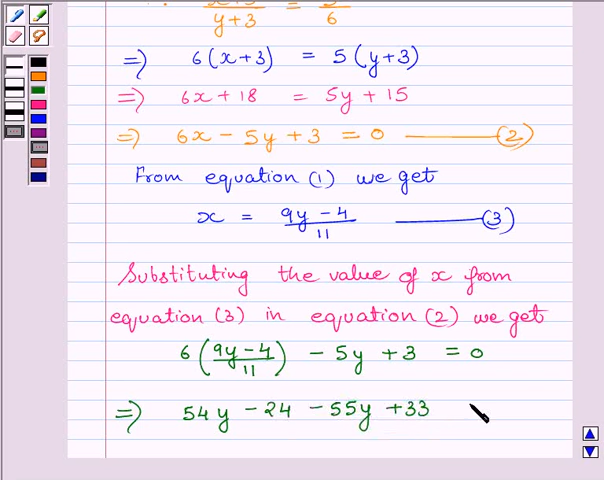 y+3 6
=) 6(x+3) = 5(y+3)
=) 6x+18 = 5y+15
=) 6x-5y+3 = 0 ——(2)
From equation (1) we get
x = 9y-4/11 ——(3)
Substituting the value of x from
equation (3) in equation (2) we get
6(9y-4/11) -5y +3 = 0
=) 54y -24 -55y +33